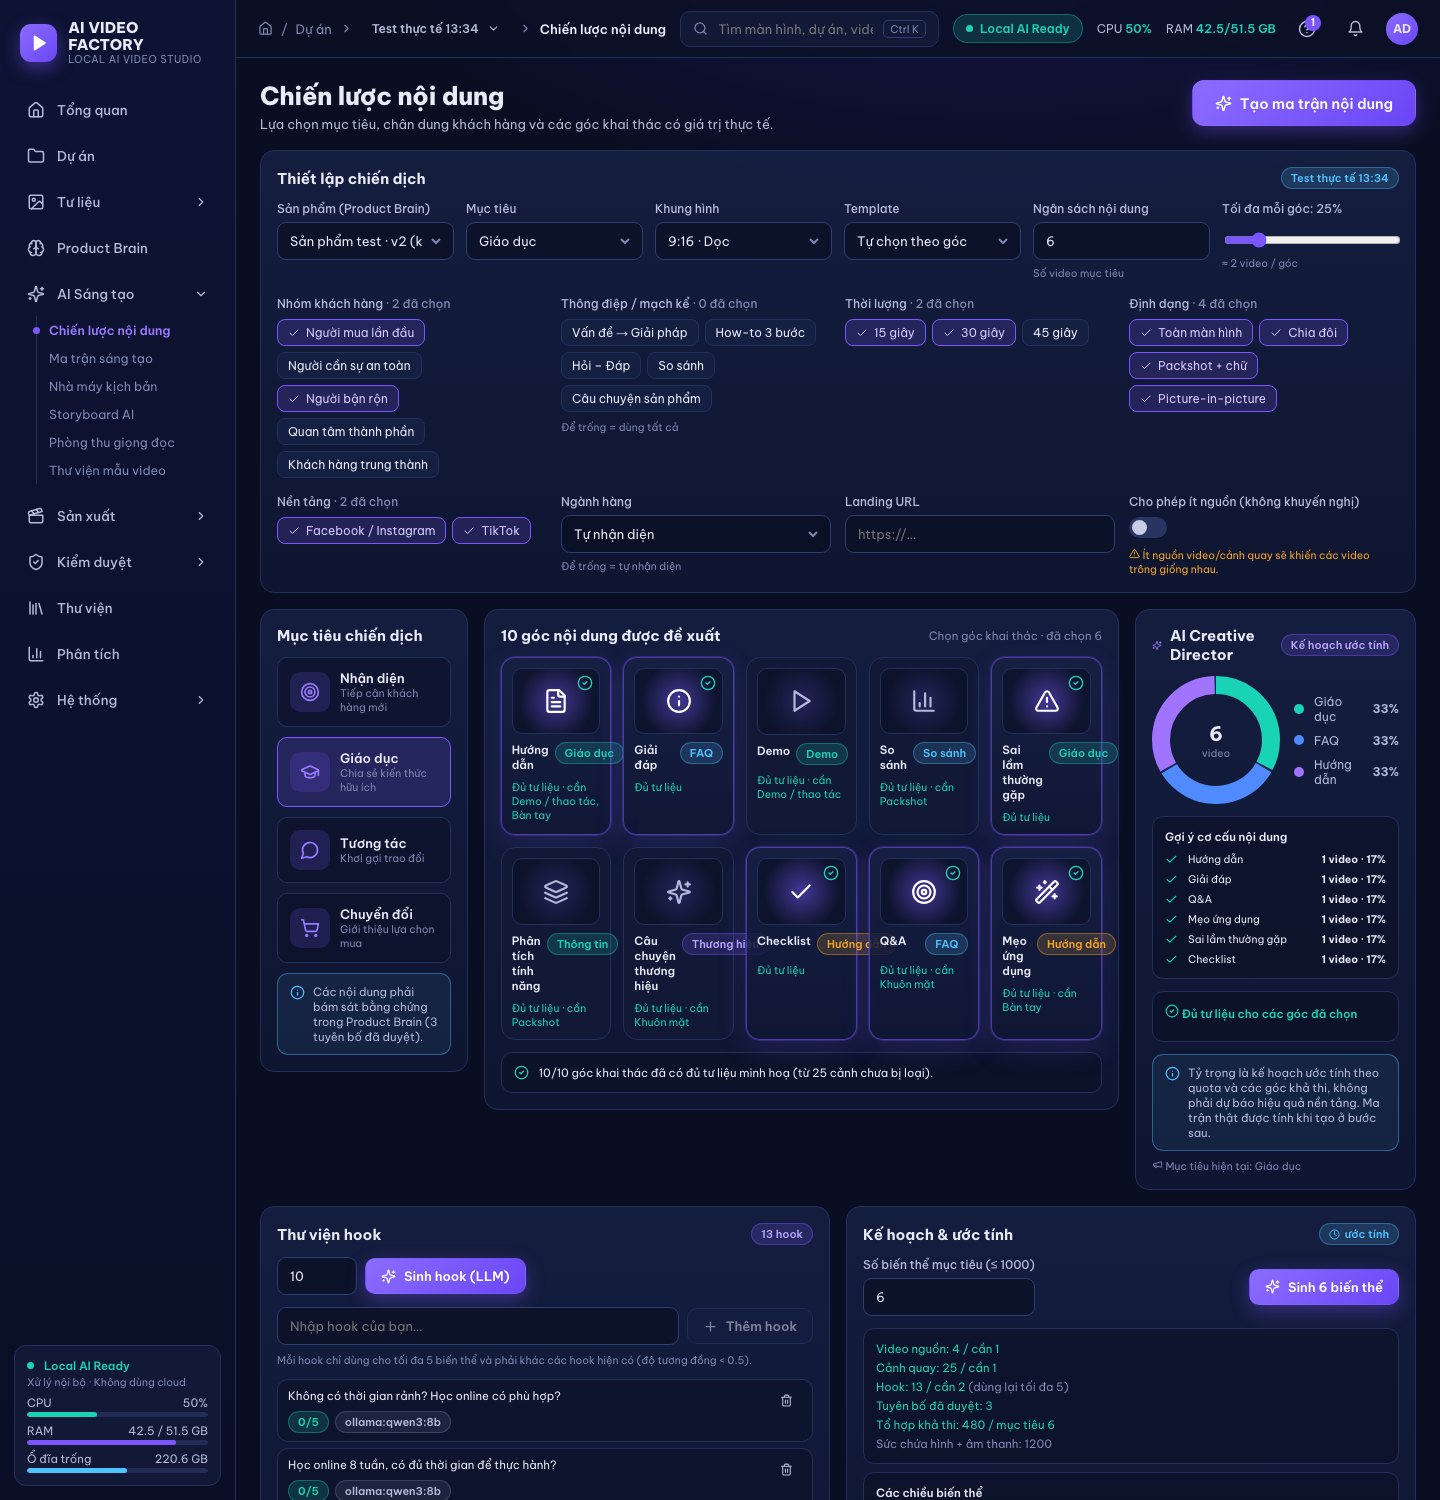 AI VIDEO
FACTORY
LOCAL AI VIDEO STUDIO
Tổng quan
Dự án
Tư liệu
Product Brain
AI Sáng tạo
Chiến lược nội dung
Ma trận sáng tạo
Nhà máy kịch bản
Storyboard AI
Phòng thu giọng đọc
Thư viện mẫu video
Sản xuất
Kiểm duyệt
Thư viện
Phân tích
Hệ thống
Local AI Ready
Xử lý nội bộ · Không dùng cloud
CPU 50%
RAM 42.5 / 51.5 GB
Ổ đĩa trống 220.6 GB
/ Dự án > Test thực tế 13:34 > Chiến lược nội dung
Tìm màn hình, dự án, vide Ctrl K
Local AI Ready
CPU 50% RAM 42.5/51.5 GB
1
AD
Chiến lược nội dung
Lựa chọn mục tiêu, chân dung khách hàng và các góc khai thác có giá trị thực tế.
Tạo ma trận nội dung
Thiết lập chiến dịch
Test thực tế 13:34
Sản phẩm (Product Brain)
Sản phẩm test · v2 (k
Mục tiêu
Giáo dục
Khung hình
9:16 · Dọc
Template
Tự chọn theo góc
Ngân sách nội dung
6
Số video mục tiêu
Tối đa mỗi góc: 25%
≈ 2 video / góc
Nhóm khách hàng · 2 đã chọn
Người mua lần đầu
Người cần sự an toàn
Người bận rộn
Quan tâm thành phần
Khách hàng trung thành
Thông điệp / mạch kể · 0 đã chọn
Vấn đề → Giải pháp
How-to 3 bước
Hỏi – Đáp
So sánh
Câu chuyện sản phẩm
Để trống = dùng tất cả
Thời lượng · 2 đã chọn
15 giây
30 giây
45 giây
Định dạng · 4 đã chọn
Toàn màn hình
Chia đôi
Packshot + chữ
Picture-in-picture
Nền tảng · 2 đã chọn
Facebook / Instagram
TikTok
Ngành hàng
Tự nhận diện
Để trống = tự nhận diện
Landing URL
https://...
Cho phép ít nguồn (không khuyến nghị)
Ít nguồn video/cảnh quay sẽ khiến các video
trông giống nhau.
Mục tiêu chiến dịch
Nhận diện
Tiếp cận khách
hàng mới
Giáo dục
Chia sẻ kiến thức
hữu ích
Tương tác
Khơi gợi trao đổi
Chuyển đổi
Giới thiệu lựa chọn
mua
Các nội dung phải
bám sát bằng chứng
trong Product Brain (3
tuyên bố đã duyệt).
10 góc nội dung được đề xuất
Chọn góc khai thác · đã chọn 6
Hướng
dẫn
Giáo dục
Đủ tư liệu · cần
Demo / thao tác,
Bàn tay
Giải
đáp
FAQ
Đủ tư liệu
Demo
Demo
Đủ tư liệu · cần
Demo / thao tác
So
sánh
So sánh
Đủ tư liệu · cần
Packshot
Sai
lầm
thường
gặp
Giáo dục
Đủ tư liệu
Phân
tích
tính
năng
Thông tin
Đủ tư liệu · cần
Packshot
Câu
chuyện
thương
hiệu
Thương hiệu
Đủ tư liệu · cần
Khuôn mặt
Checklist
Hướng dẫn
Đủ tư liệu
Q&A
FAQ
Đủ tư liệu · cần
Khuôn mặt
Mẹo
ứng
dụng
Hướng dẫn
Đủ tư liệu · cần
Bàn tay
10/10 góc khai thác đã có đủ tư liệu minh hoạ (từ 25 cảnh chưa bị loại).
AI Creative
Director
Kế hoạch ước tính
6
video
Giáo
dục
33%
FAQ 33%
Hướng
dẫn
33%
Gợi ý cơ cấu nội dung
Hướng dẫn 1 video · 17%
Giải đáp 1 video · 17%
Q&A 1 video · 17%
Mẹo ứng dụng 1 video · 17%
Sai lầm thường gặp 1 video · 17%
Checklist 1 video · 17%
Đủ tư liệu cho các góc đã chọn
Tỷ trọng là kế hoạch ước tính theo
quota và các góc khả thi, không
phải dự báo hiệu quả nền tảng. Ma
trận thật được tính khi tạo ở bước
sau.
Mục tiêu hiện tại: Giáo dục
Thư viện hook
13 hook
10
Sinh hook (LLM)
Nhập hook của bạn...
Thêm hook
Mỗi hook chỉ dùng cho tối đa 5 biến thể và phải khác các hook hiện có (độ tương đồng < 0.5).
Không có thời gian rảnh? Học online có phù hợp?
0/5 ollama:qwen3:8b
Học online 8 tuần, có đủ thời gian để thực hành?
0/5 ollama:qwen3:8b
Kế hoạch & ước tính
ước tính
Số biến thể mục tiêu (≤ 1000)
6
Sinh 6 biến thể
Video nguồn: 4 / cần 1
Cảnh quay: 25 / cần 1
Hook: 13 / cần 2 (dùng lại tối đa 5)
Tuyên bố đã duyệt: 3
Tổ hợp khả thi: 480 / mục tiêu 6
Sức chứa hình + âm thanh: 1200
Các chiều biến thể